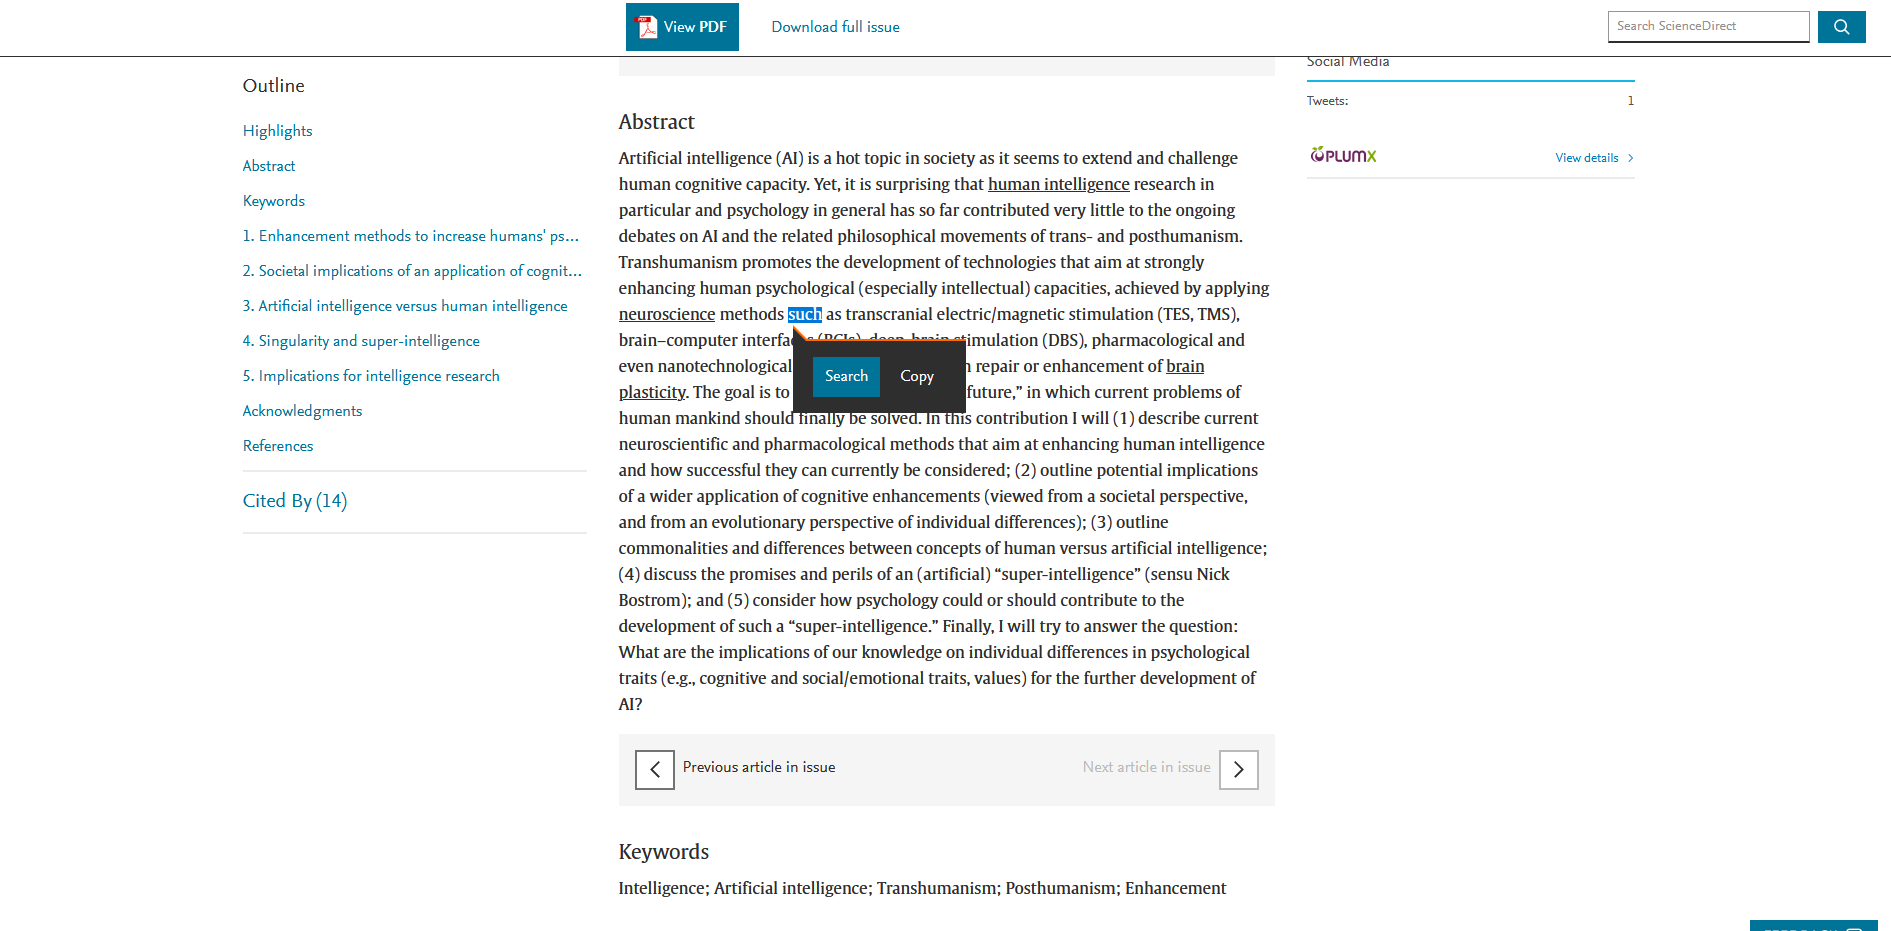 View PDF
Download full issue
Search ScienceDirect
Outline
Highlights
Abstract
Keywords
1. Enhancement methods to increase humans' ps...
2. Societal implications of an application of cognit...
3. Artificial intelligence versus human intelligence
4. Singularity and super-intelligence
5. Implications for intelligence research
Acknowledgments
References
Cited By (14)
Abstract
Artificial intelligence (AI) is a hot topic in society as it seems to extend and challenge
human cognitive capacity. Yet, it is surprising that human intelligence research in
particular and psychology in general has so far contributed very little to the ongoing
debates on AI and the related philosophical movements of trans- and posthumanism.
Transhumanism promotes the development of technologies that aim at strongly
enhancing human psychological (especially intellectual) capacities, achieved by applying
neuroscience methods such as transcranial electric/magnetic stimulation (TES, TMS),
brain–computer interfaces (BCIs), deep-brain stimulation (DBS), pharmacological and
even nanotechnological repair or enhancement of brain
plasticity. The goal is to future,” in which current problems of
human mankind should finally be solved. In this contribution I will (1) describe current
neuroscientific and pharmacological methods that aim at enhancing human intelligence
and how successful they can currently be considered; (2) outline potential implications
of a wider application of cognitive enhancements (viewed from a societal perspective,
and from an evolutionary perspective of individual differences); (3) outline
commonalities and differences between concepts of human versus artificial intelligence;
(4) discuss the promises and perils of an (artificial) “super-intelligence” (sensu Nick
Bostrom); and (5) consider how psychology could or should contribute to the
development of such a “super-intelligence.” Finally, I will try to answer the question:
What are the implications of our knowledge on individual differences in psychological
traits (e.g., cognitive and social/emotional traits, values) for the further development of
AI?
Search
Copy
Previous article in issue
Next article in issue
Keywords
Intelligence; Artificial intelligence; Transhumanism; Posthumanism; Enhancement
Social Media
Tweets: 1
PLUMX
View details
FEEDBACK